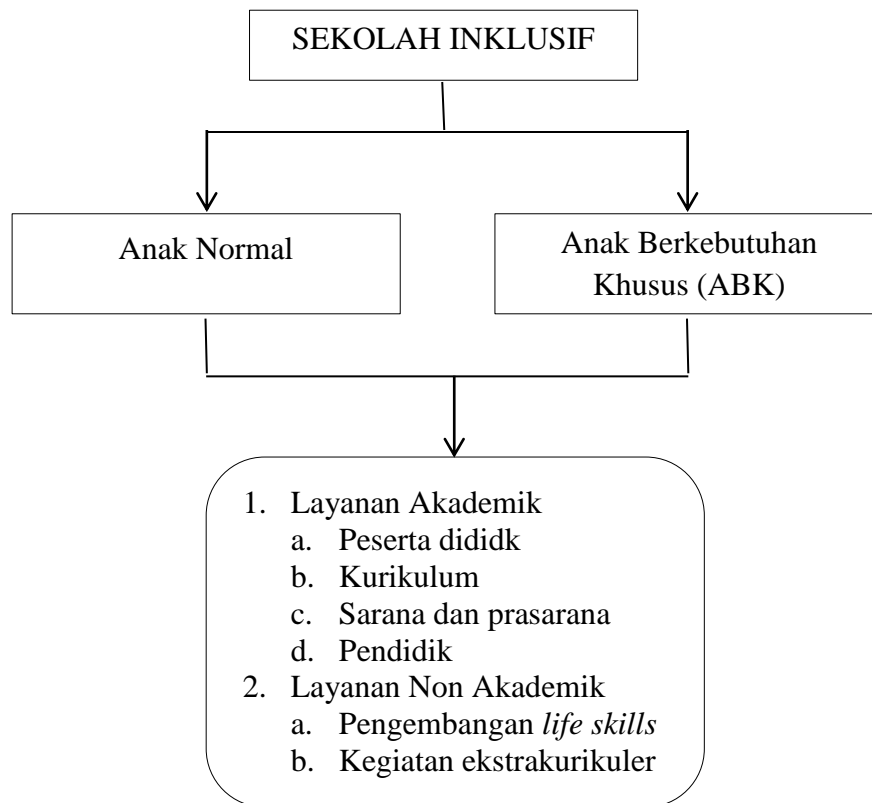 SEKOLAH INKLUSIF
Anak Normal
Anak Berkebutuhan
Khusus (ABK)
1. Layanan Akademik
a. Peserta dididk
b. Kurikulum
c. Sarana dan prasarana
d. Pendidik
2. Layanan Non Akademik
a. Pengembangan life skills
b. Kegiatan ekstrakurikuler